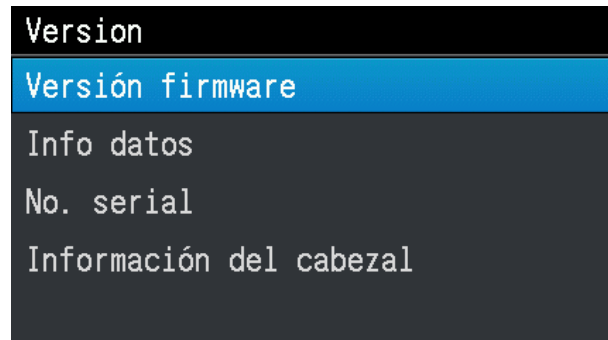 Version
Versión firmware
Info datos
No. serial
Información del cabezal